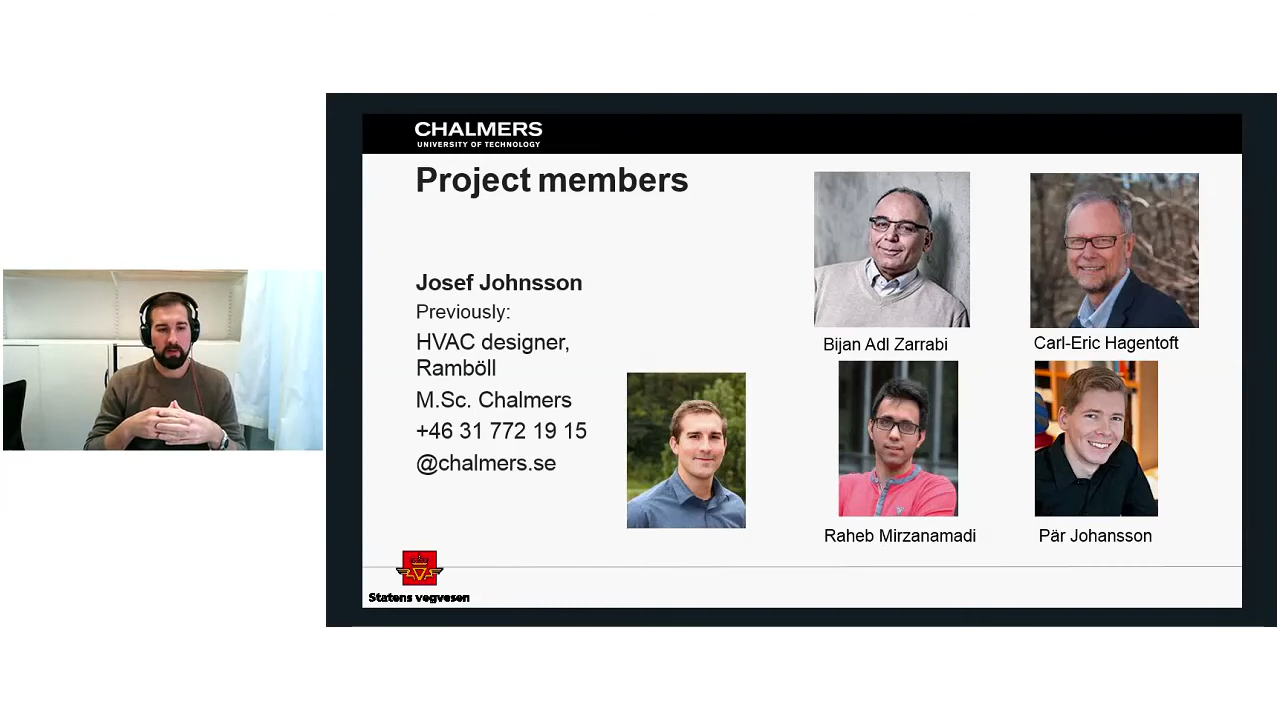 CHALMERS
UNIVERSITY OF TECHNOLOGY
Project members
Josef Johnsson
Previously:
HVAC designer,
Ramböll
M.Sc. Chalmers
+46 31 772 19 15
@chalmers.se
Bijan Adl Zarrabi
Carl-Eric Hagentoft
Raheb Mirzanamadi
Pär Johansson
Statens vegvesen